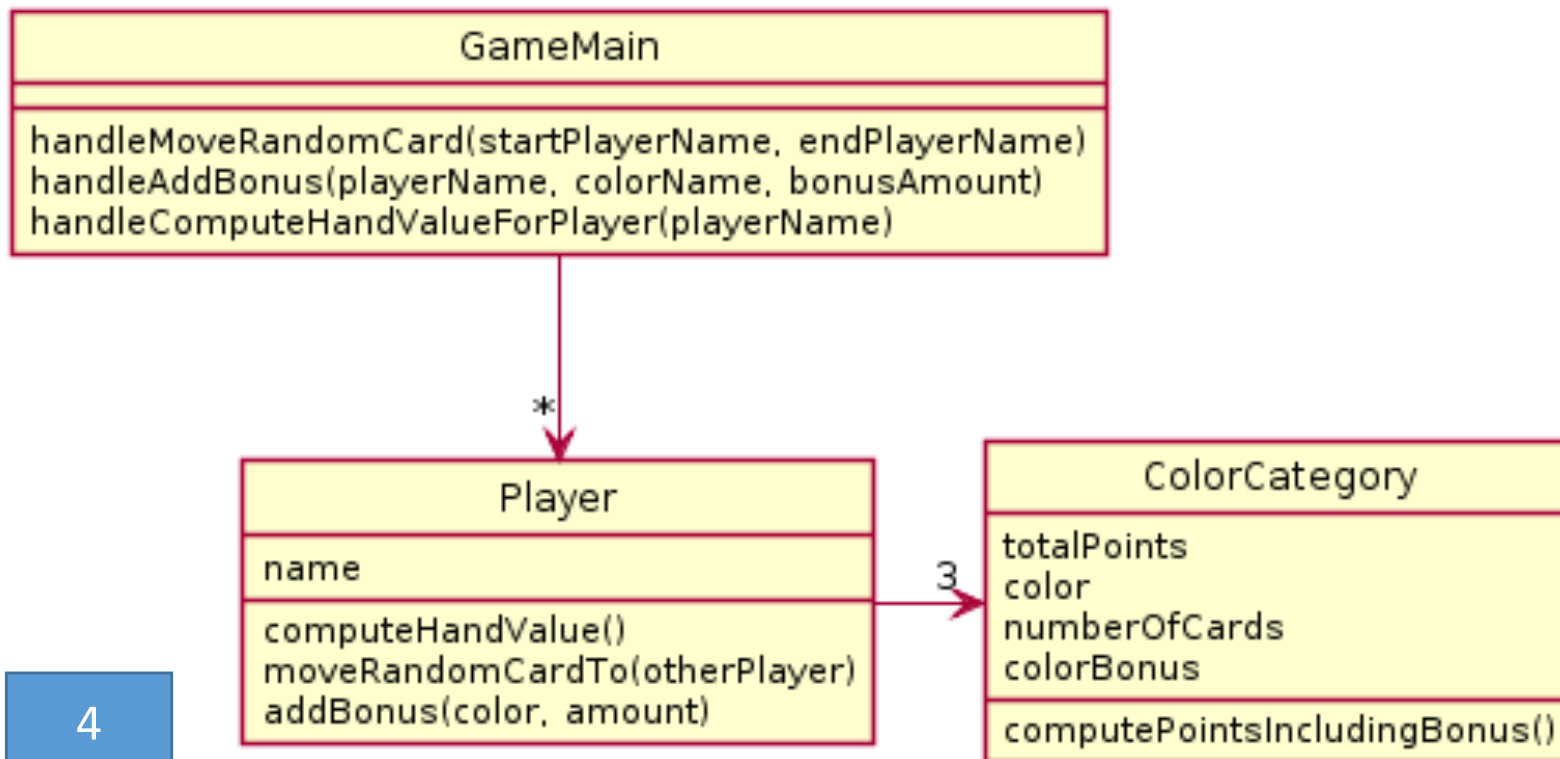 GameMain
handleMoveRandomCard(startPlayerName, endPlayerName)
handleAddBonus(playerName, colorName, bonusAmount)
handleComputeHandValueForPlayer(playerName)
*
Player
name
computeHandValue()
moveRandomCardTo(otherPlayer)
addBonus(color, amount)
3
ColorCategory
totalPoints
color
numberOfCards
colorBonus
computePointsIncludingBonus()
4